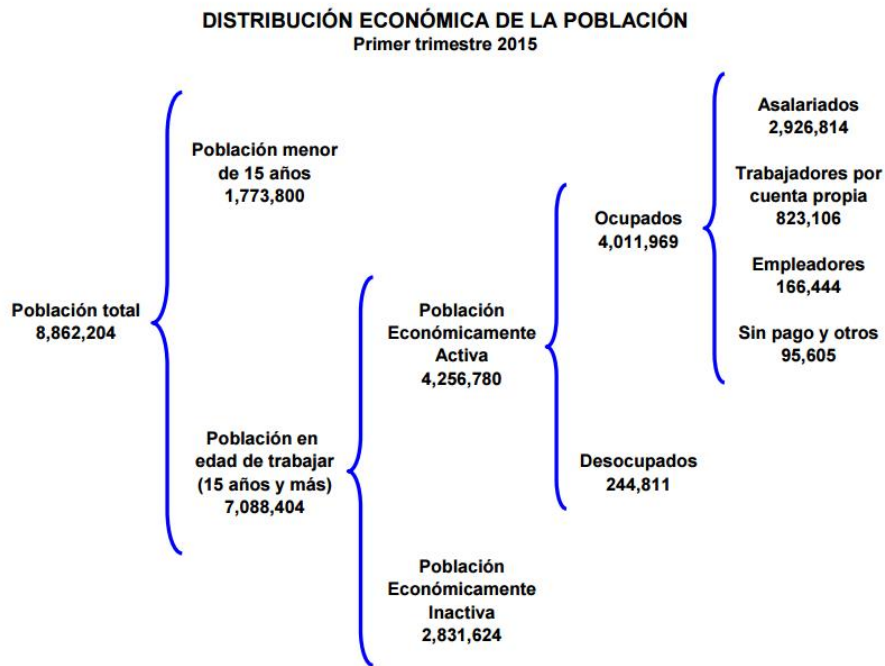 DISTRIBUCIÓN ECONÓMICA DE LA POBLACIÓN
Primer trimestre 2015
Población total
8,862,204
Población menor
de 15 años
1,773,800
Población en
edad de trabajar
(15 años y más)
7,088,404
Población
Económicamente
Activa
4,256,780
Población
Económicamente
Inactiva
2,831,624
Ocupados
4,011,969
Desocupados
244,811
Asalariados
2,926,814
Trabajadores por
cuenta propia
823,106
Empleadores
166,444
Sin pago y otros
95,605